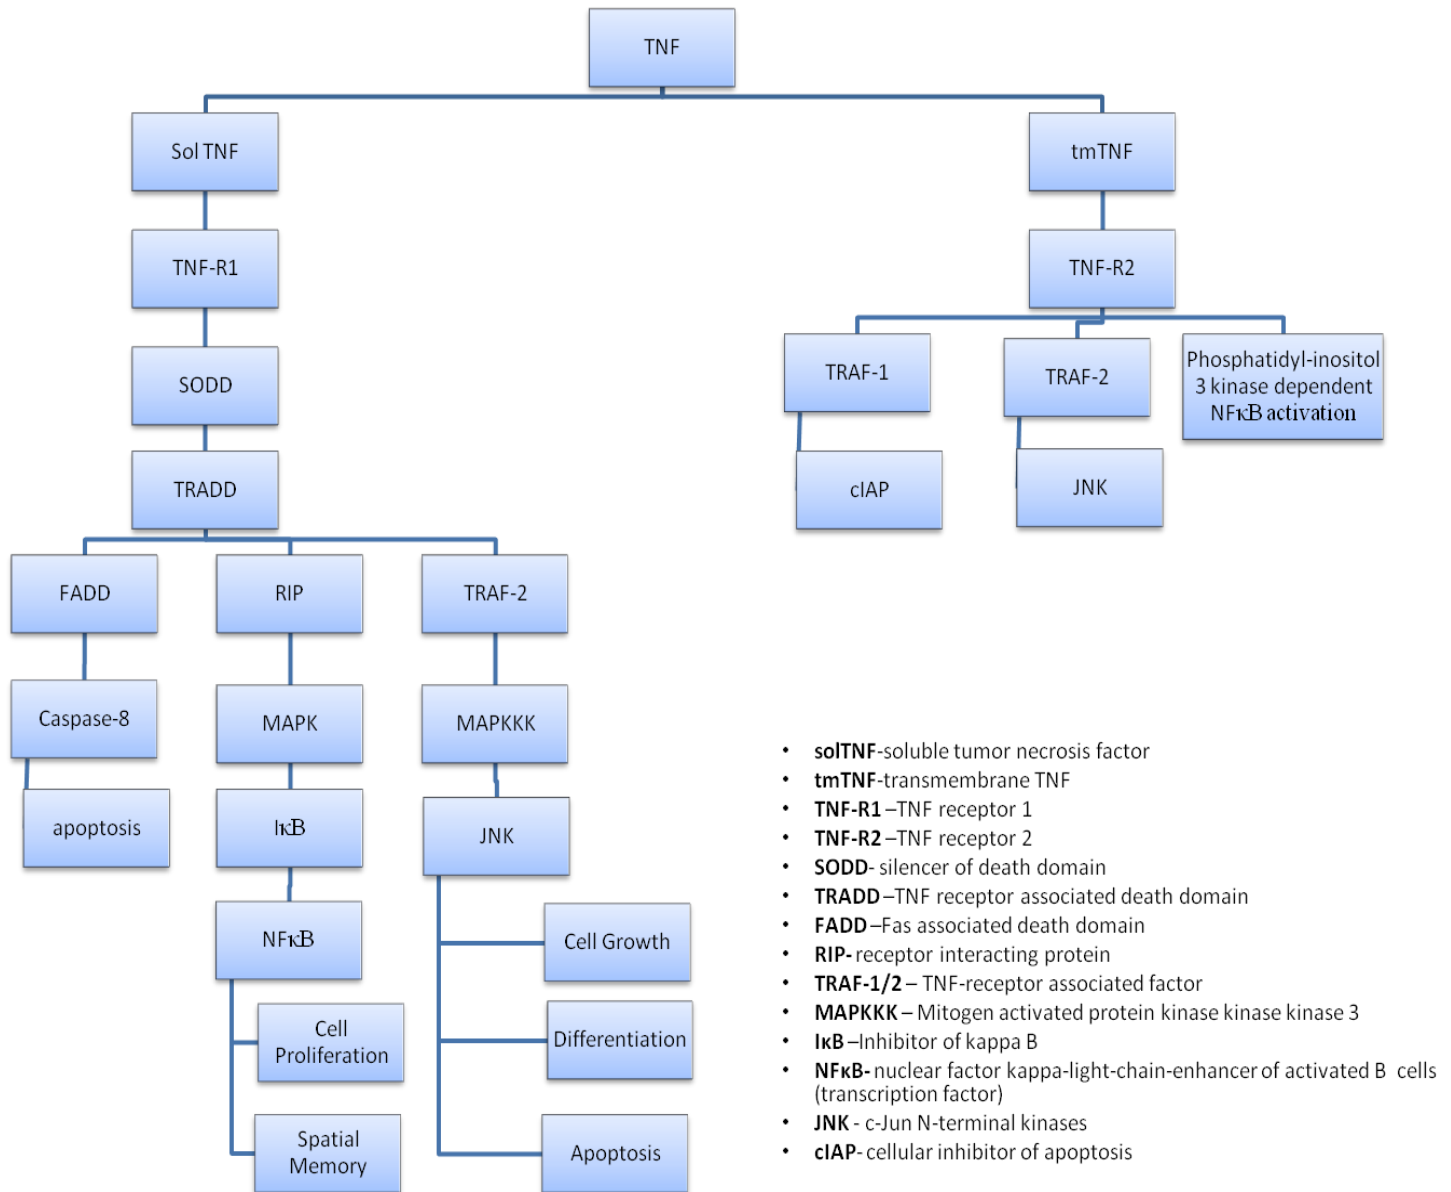 TNF
Sol TNF
tmTNF
TNF-R1
TNF-R2
SODD
TRAF-1
TRAF-2
Phosphatidyl-inositol
3 kinase dependent
NFκB activation
TRADD
cIAP
JNK
FADD
RIP
TRAF-2
Caspase-8
MAPK
MAPKKK
apoptosis
IκB
JNK
NFκB
Cell Growth
Cell
Proliferation
Differentiation
Spatial
Memory
Apoptosis
• solTNF-soluble tumor necrosis factor
• tmTNF-transmembrane TNF
• TNF-R1 –TNF receptor 1
• TNF-R2 –TNF receptor 2
• SODD- silencer of death domain
• TRADD –TNF receptor associated death domain
• FADD –Fas associated death domain
• RIP- receptor interacting protein
• TRAF-1/2 – TNF-receptor associated factor
• MAPKKK – Mitogen activated protein kinase kinase kinase 3
• IκB –Inhibitor of kappa B
• NFκB- nuclear factor kappa-light-chain-enhancer of activated B cells
(transcription factor)
• JNK - c-Jun N-terminal kinases
• cIAP- cellular inhibitor of apoptosis